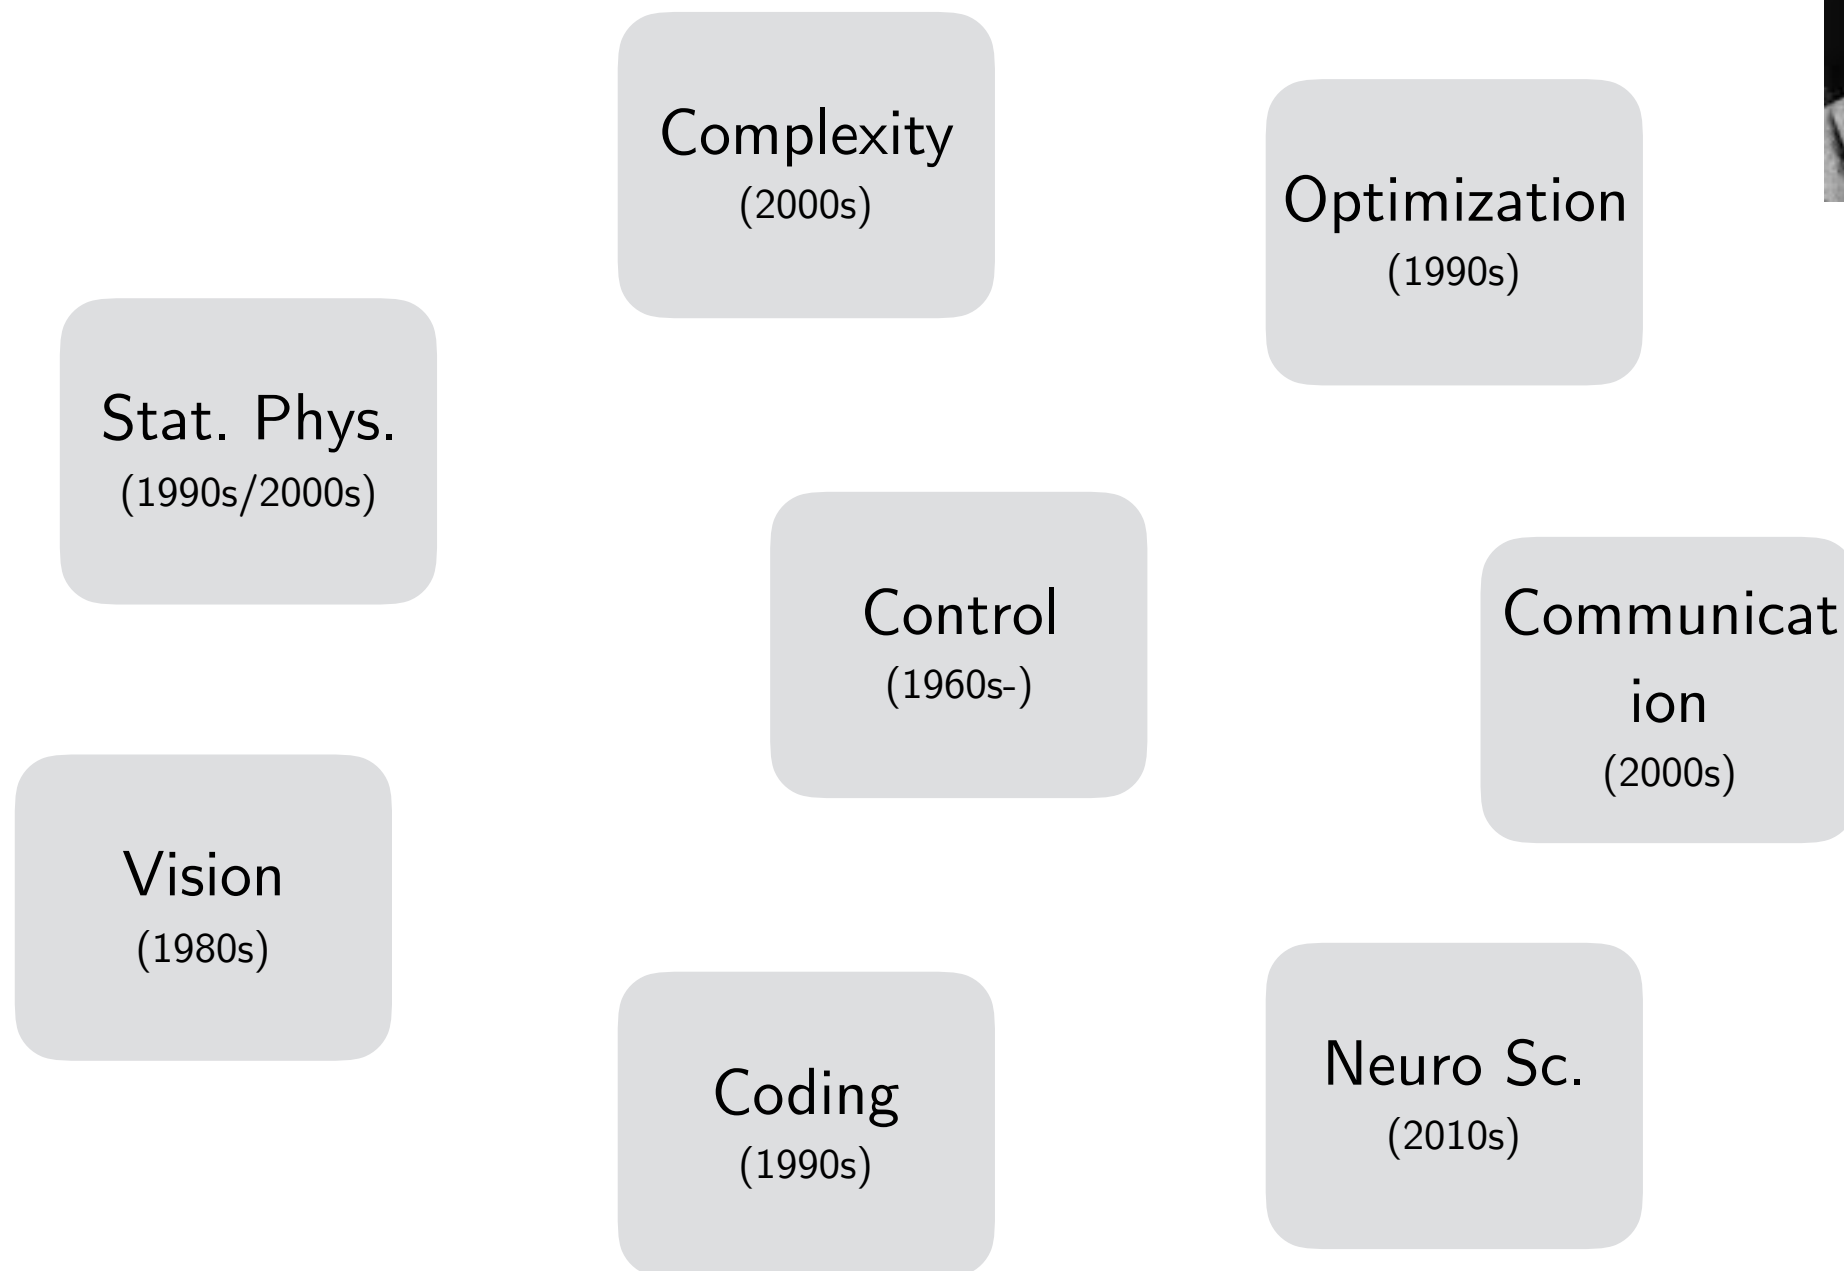 Complexity
(2000s)
Optimization
(1990s)
Stat. Phys.
(1990s/2000s)
Control
(1960s-)
Communicat
ion
(2000s)
Vision
(1980s)
Coding
(1990s)
Neuro Sc.
(2010s)